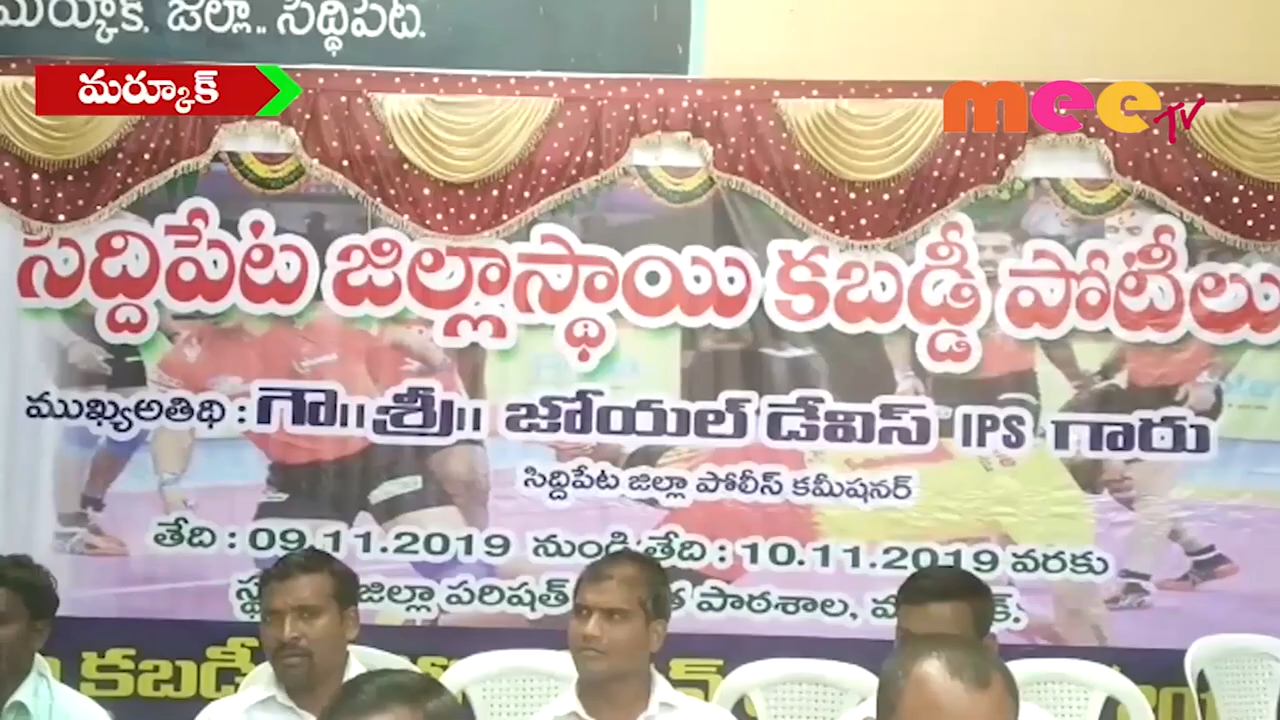 మర్కూక్. జిల్లా.. సిద్ధిపేట.
మర్కూక్
mee TV
సిద్దిపేట జిల్లాస్థాయి కబడ్డీ పోటీలు
ముఖ్యఅతిథి : గౌ॥ శ్రీ॥ జోయల్ డేవిస్ IPS గారు
సిద్దిపేట జిల్లా పోలీస్ కమీషనర్
తేది : 09.11.2019 నుండి తేది : 10.11.2019 వరకు
జిల్లా పరిషత్ పాఠశాల,
కబడ్డీ